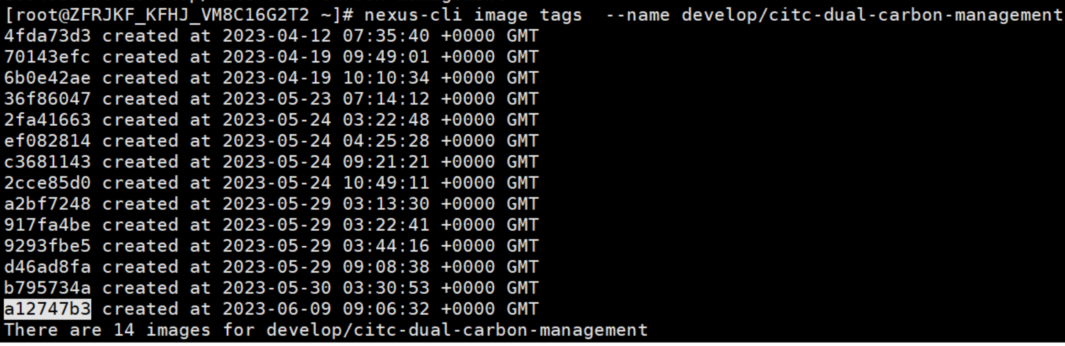 [root@ZFRJKF_KFHJ_VM8C16G2T2 ~]# nexus-cli image tags  --name develop/citc-dual-carbon-management
4fda73d3 created at 2023-04-12 07:35:40 +0000 GMT
70143efc created at 2023-04-19 09:49:01 +0000 GMT
6b0e42ae created at 2023-04-19 10:10:34 +0000 GMT
36f86047 created at 2023-05-23 07:14:12 +0000 GMT
2fa41663 created at 2023-05-24 03:22:48 +0000 GMT
ef082814 created at 2023-05-24 04:25:28 +0000 GMT
c3681143 created at 2023-05-24 09:21:21 +0000 GMT
2cce85d0 created at 2023-05-24 10:49:11 +0000 GMT
a2bf7248 created at 2023-05-29 03:13:30 +0000 GMT
917fa4be created at 2023-05-29 03:22:41 +0000 GMT
9293fbe5 created at 2023-05-29 03:44:16 +0000 GMT
d46ad8fa created at 2023-05-29 09:08:38 +0000 GMT
b795734a created at 2023-05-30 03:30:53 +0000 GMT
a12747b3 created at 2023-06-09 09:06:32 +0000 GMT
There are 14 images for develop/citc-dual-carbon-management